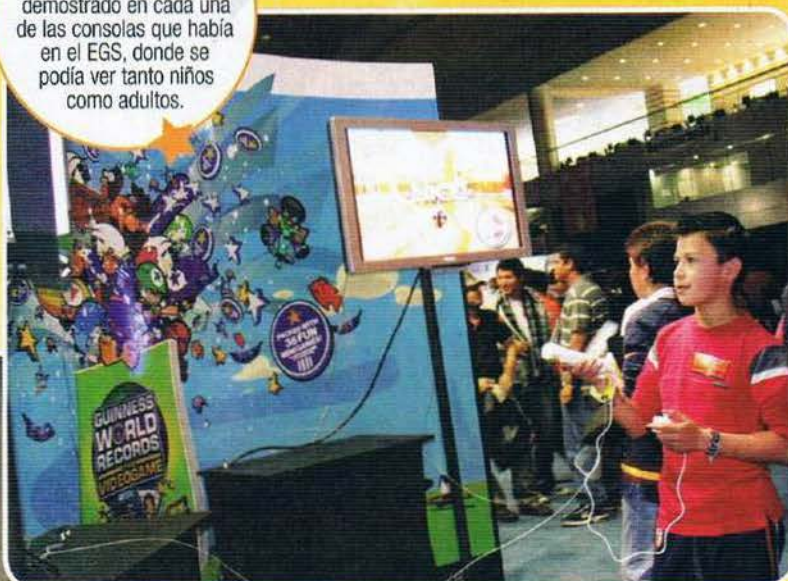 demostrado en cada una
de las consolas que había
en el EGS, donde se
podía ver tanto niños
como adultos.
36 FUN
GUINNESS
WORLD
RECORDS
VIDEOGAME